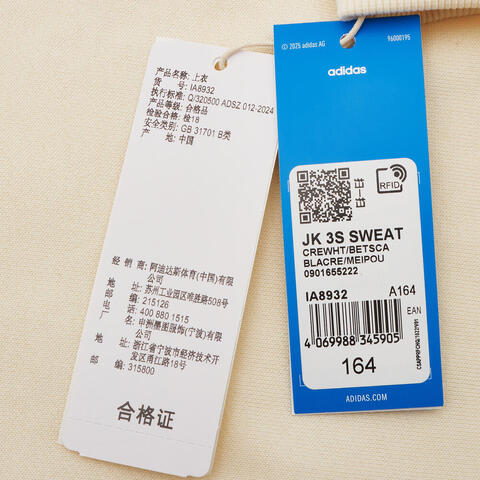 产品名称: 上衣
货 号: IA8932
执行标准: Q/320500 ADSZ 012-2024
产品等级: 合格品
检验合格: 检18
安全类别: GB 31701 B类
产 地: 中国
经 销 商: 阿迪达斯体育(中国)有限
公司
地 址: 苏州工业园区唯胜路508号
邮 编: 215126
电 话: 400 880 1515
厂 名: 申洲墨图服饰(宁波)有限
公司
地 址: 浙江省宁波市经济技术开
发区甬江路18号
邮 编: 315800
合格证
© 2025 adidas AG
96000195
adidas
RFID
JK 3S SWEAT
CREWHT/BETSCA
BLACRE/MEIPOU
0901655222
IA8932 A164
EAN
4 069988 345905
164
ADIDAS.COM